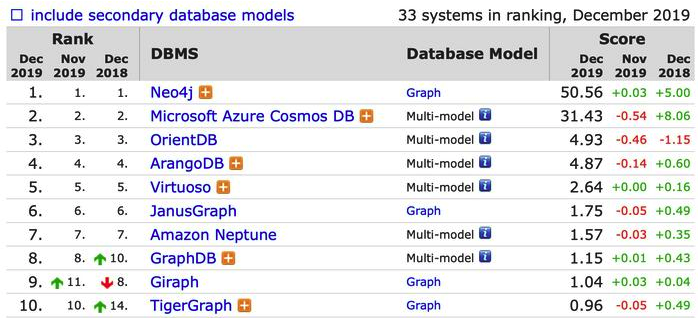 include secondary database models 33 systems in ranking, December 2019
Rank DBMS Database Model Score
Dec 2019 Nov 2019 Dec 2018 Dec 2019 Nov 2019 Dec 2018
1. 1. 1. Neo4j Graph 50.56 +0.03 +5.00
2. 2. 2. Microsoft Azure Cosmos DB Multi-model 31.43 -0.54 +8.06
3. 3. 3. OrientDB Multi-model 4.93 -0.46 -1.15
4. 4. 4. ArangoDB Multi-model 4.87 -0.14 +0.60
5. 5. 5. Virtuoso Multi-model 2.64 +0.00 +0.16
6. 6. 6. JanusGraph Graph 1.75 -0.05 +0.49
7. 7. 7. Amazon Neptune Multi-model 1.57 -0.03 +0.35
8. 8. 10. GraphDB Multi-model 1.15 +0.01 +0.43
9. 11. 8. Giraph Graph 1.04 +0.03 +0.04
10. 10. 14. TigerGraph Graph 0.96 -0.05 +0.49